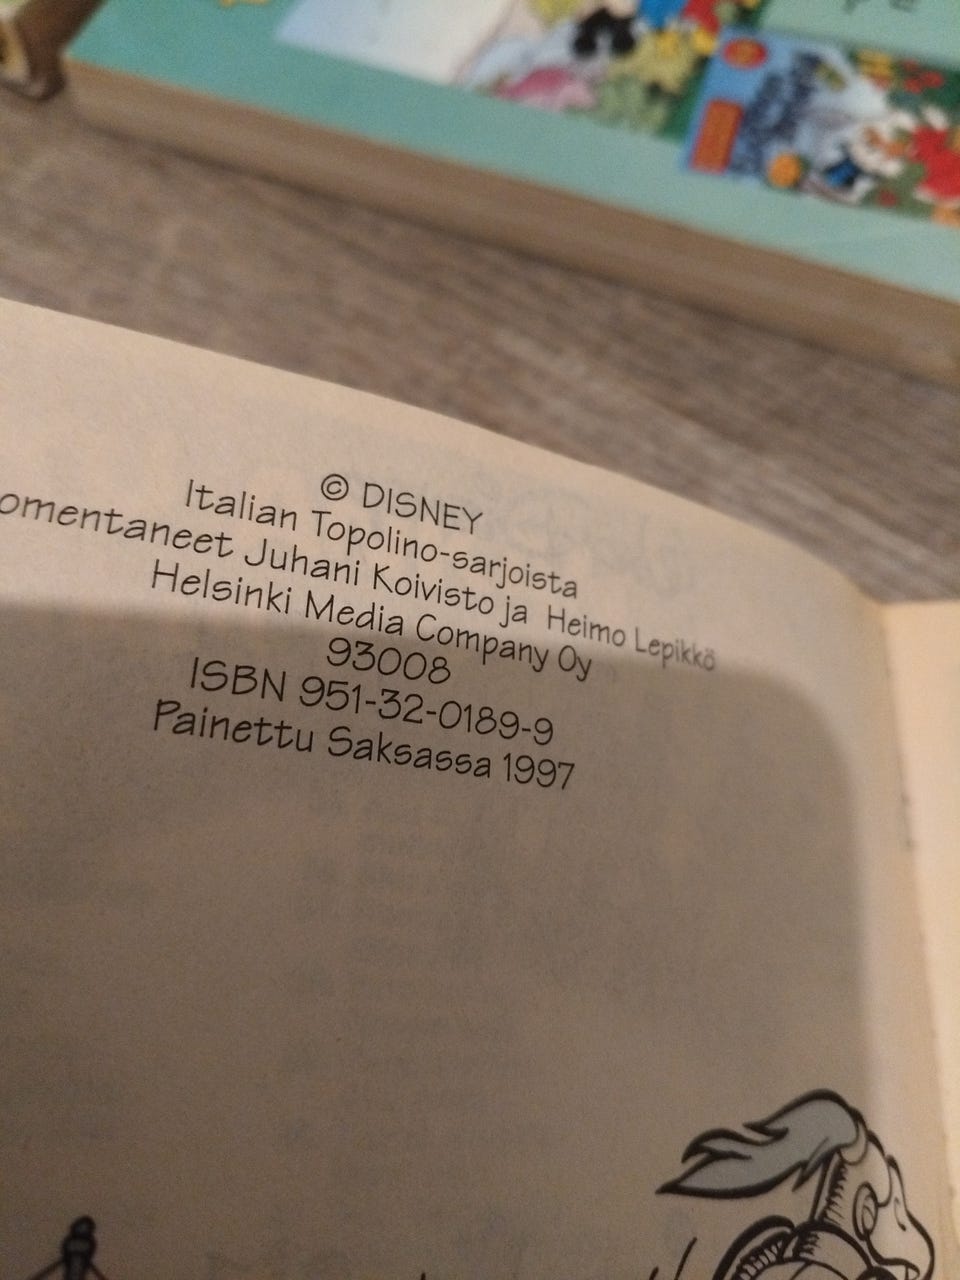 © DISNEY
Italian Topolino-sarjoista
omentaneet Juhani Koivisto ja Heimo Lepikkö
Helsinki Media Company Oy
93008
ISBN 951-32-0189-9
Painettu Saksassa 1997